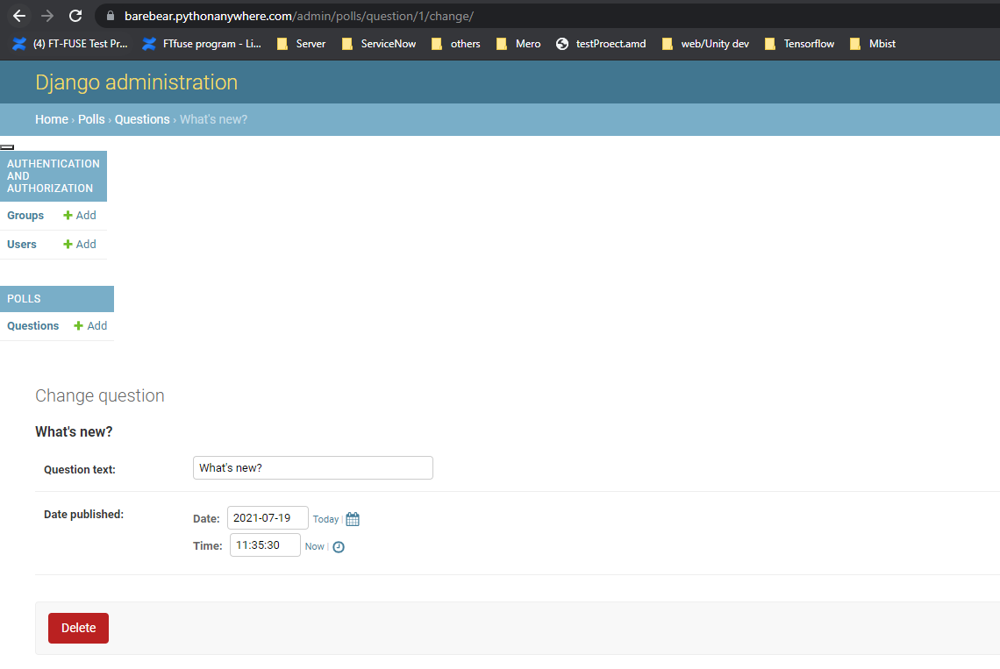 barebear.pythonanywhere.com/admin/polls/question/1/change/
(4) FT-FUSE Test Pr... FTfuse program - Li... Server ServiceNow others Mero testProect.amd web/Unity dev Tensorflow Mbist
Django administration
Home › Polls › Questions › What's new?
AUTHENTICATION
AND
AUTHORIZATION
Groups + Add
Users + Add
POLLS
Questions + Add
Change question
What's new?
Question text: What's new?
Date published: Date: 2021-07-19 Today |
Time: 11:35:30 Now |
Delete